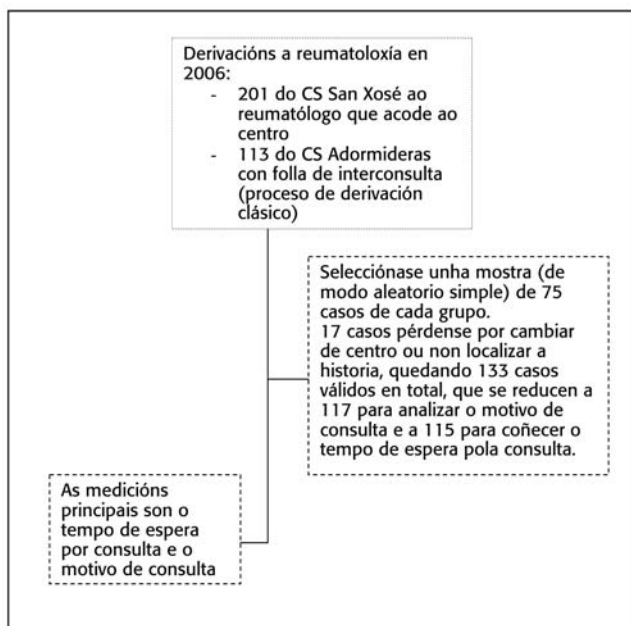 Derivacións a reumatoloxía en
2006:
- 201 do CS San Xosé ao
reumatólogo que acode ao
centro
- 113 do CS Adormideras
con folla de interconsulta
(proceso de derivación
clásico)
Selecciónase unha mostra (de
modo aleatorio simple) de 75
casos de cada grupo.
17 casos pérdense por cambiar
de centro ou non localizar a
historia, quedando 133 casos
válidos en total, que se reducen a
117 para analizar o motivo de
consulta e a 115 para coñecer o
tempo de espera pola consulta.
As medicións
principais son o
tempo de espera
por consulta e o
motivo de consulta